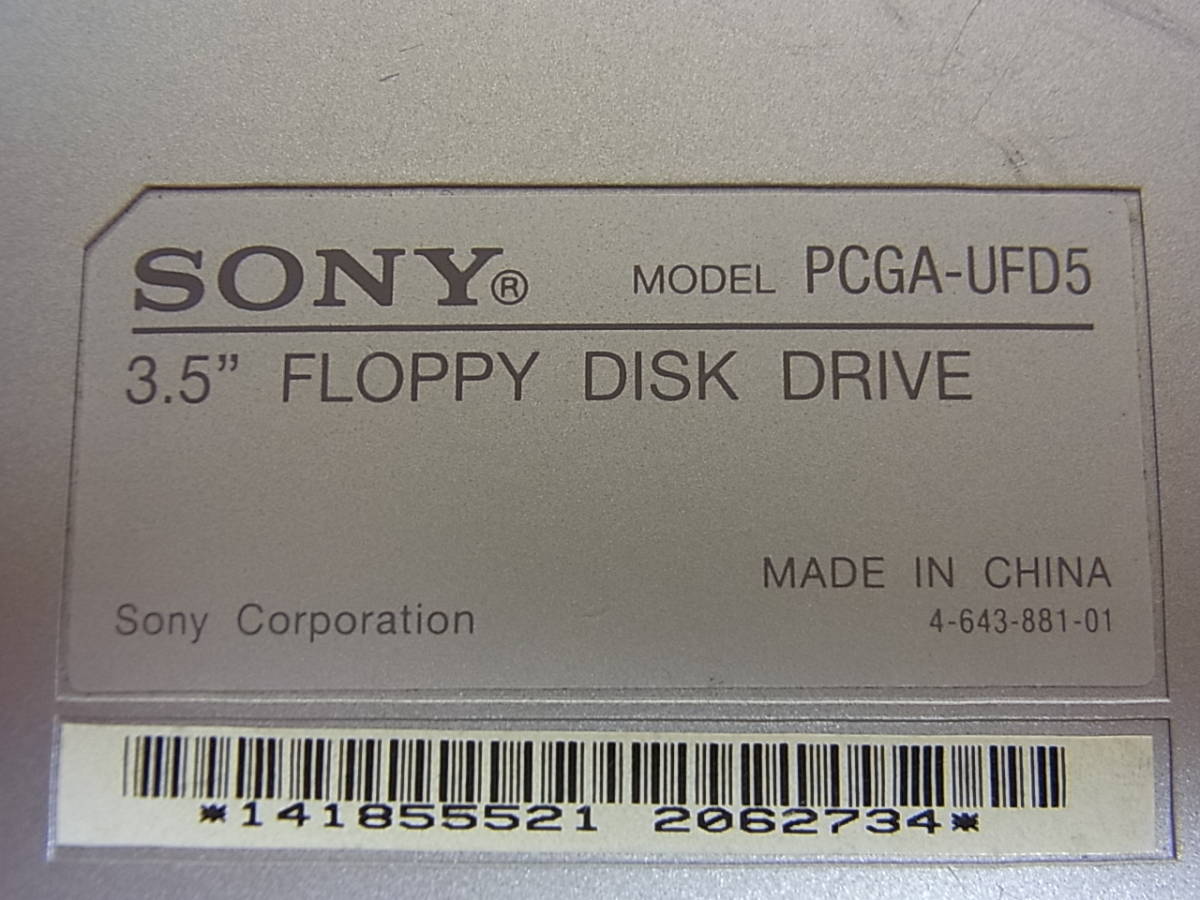 SONY® MODEL PCGA-UFD5
3.5” FLOPPY DISK DRIVE
MADE IN CHINA
Sony Corporation 4-643-881-01
*141855521 2062734*